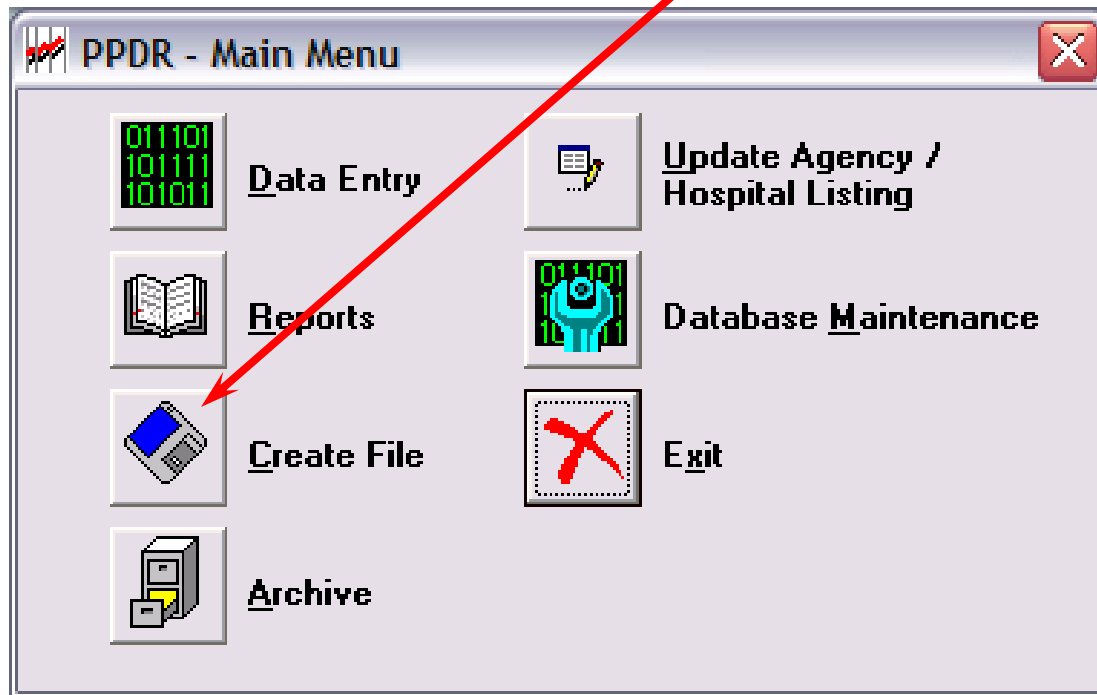 PPDR - Main Menu
011101
101111
101011
Data Entry
Update Agency /
Hospital Listing
Reports
Database Maintenance
Create File
Exit
Archive